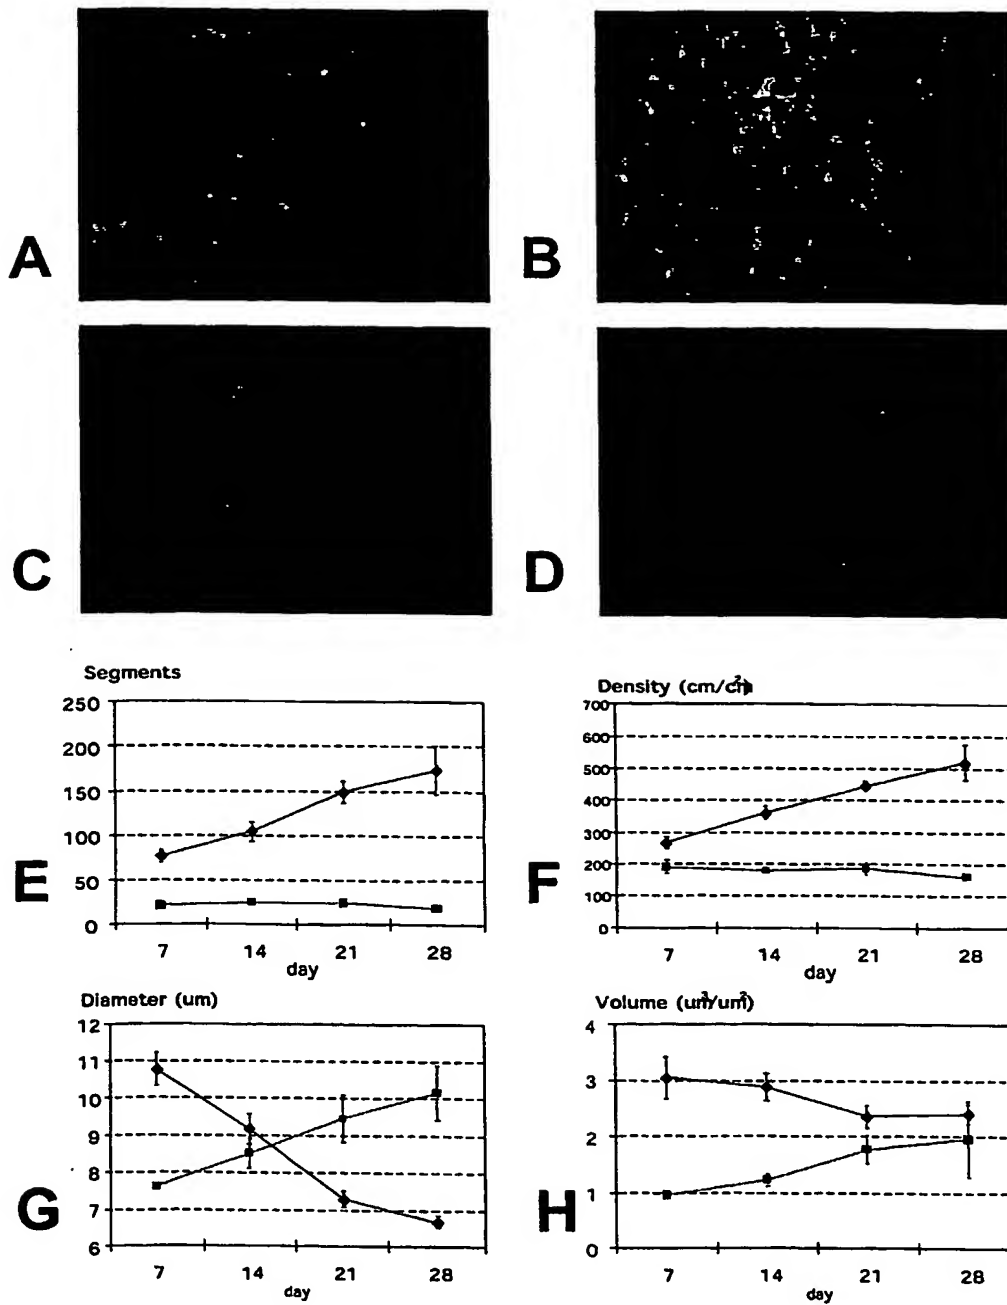 A
B
C
D
Segments
250
200
150
100
50
0
7 14 21 28
day
E
Density (cm/cm²)
700
600
500
400
300
200
100
0
7 14 21 28
day
F
Diameter (um)
12
11
10
9
8
7
6
7 14 21 28
day
G
Volume (um³/um²)
4
3
2
1
0
7 14 21 28
day
H